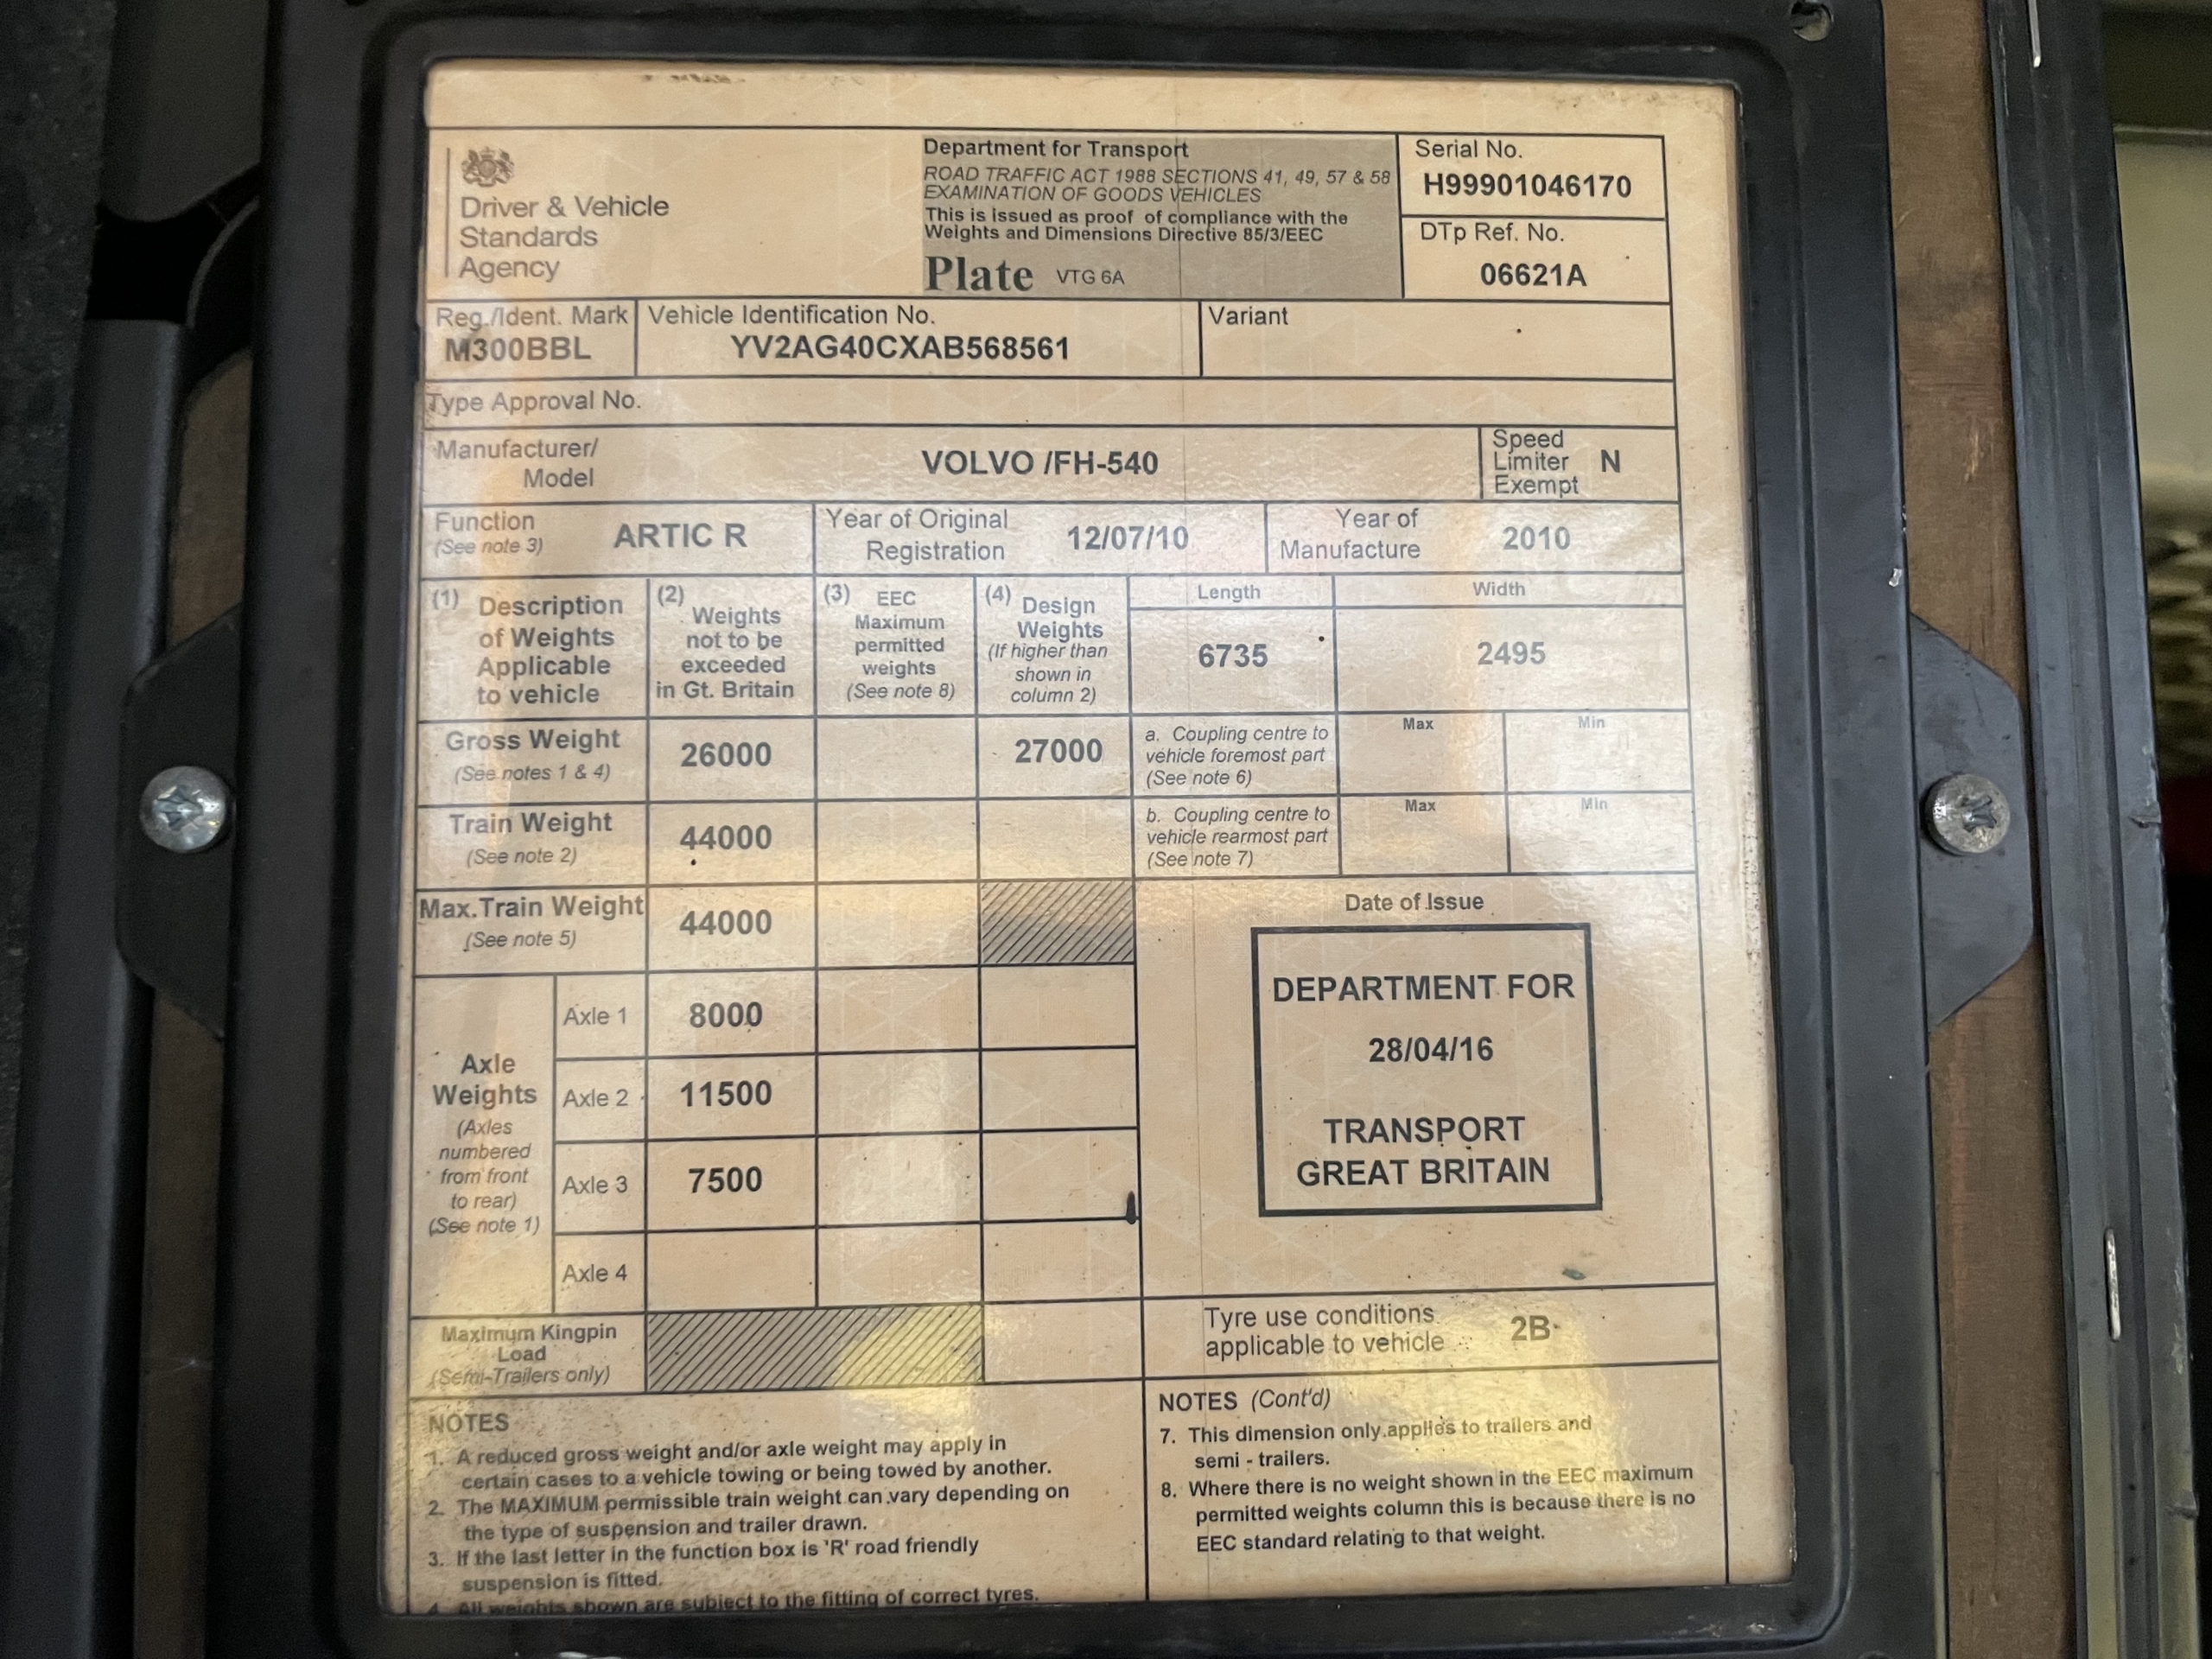 Driver & Vehicle
Standards
Agency
Department for Transport
ROAD TRAFFIC ACT 1988 SECTIONS 41, 49, 57 & 58
EXAMINATION OF GOODS VEHICLES
This is issued as proof of compliance with the
Weights and Dimensions Directive 85/3/EEC
Plate VTG 6A
Serial No.
H99901046170
DTp Ref. No.
06621A
Reg./Ident. Mark
M300BBL
Vehicle Identification No.
YV2AG40CXAB568561
Variant
Type Approval No.
Manufacturer/
Model
VOLVO /FH-540
Speed
Limiter
Exempt
N
Function
(See note 3)
ARTIC R
Year of Original
Registration
12/07/10
Year of
Manufacture
2010
(1) Description
of Weights
Applicable
to vehicle
(2) Weights
not to be
exceeded
in Gt. Britain
(3) EEC
Maximum
permitted
weights
(See note 8)
(4) Design
Weights
(If higher than
shown in
column 2)
Length
6735
Width
2495
Gross Weight
(See notes 1 & 4)
26000
27000
a. Coupling centre to
vehicle foremost part
(See note 6)
Max
Min
Train Weight
(See note 2)
44000
b. Coupling centre to
vehicle rearmost part
(See note 7)
Max
Min
Max.Train Weight
(See note 5)
44000
Axle
Weights
(Axles
numbered
from front
to rear)
(See note 1)
Axle 1
8000
Axle 2
11500
Axle 3
7500
Axle 4
Date of Issue
DEPARTMENT FOR
28/04/16
TRANSPORT
GREAT BRITAIN
Maximum Kingpin
Load
(Semi-Trailers only)
Tyre use conditions
applicable to vehicle
2B
NOTES
1. A reduced gross weight and/or axle weight may apply in
certain cases to a vehicle towing or being towed by another.
2. The MAXIMUM permissible train weight can vary depending on
the type of suspension and trailer drawn.
3. If the last letter in the function box is 'R' road friendly
suspension is fitted.
4. All weights shown are subject to the fitting of correct tyres.
NOTES (Cont'd)
7. This dimension only applies to trailers and
semi - trailers.
8. Where there is no weight shown in the EEC maximum
permitted weights column this is because there is no
EEC standard relating to that weight.